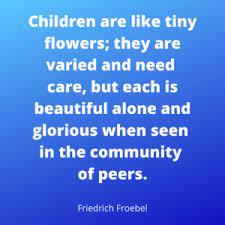 Children are like tiny
flowers; they are
varied and need
care, but each is
beautiful alone and
glorious when seen
in the community
of peers.
Friedrich Froebel